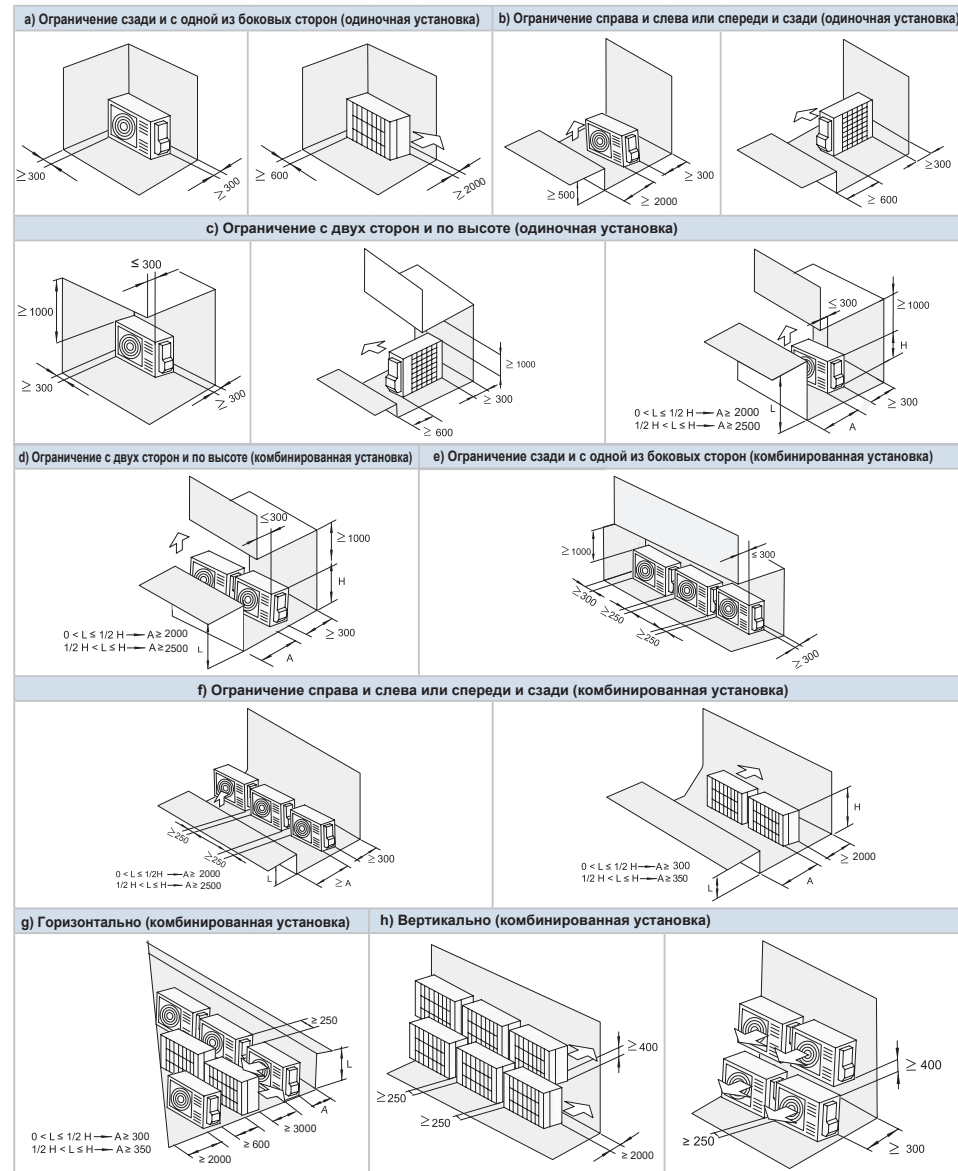 a) Ограничение сзади и с одной из боковых сторон (одиночная установка)
b) Ограничение справа и слева или спереди и сзади (одиночная установка)
≥300
≥300
≥ 600
≥2000
≥500
≥ 2000
≥ 300
≥ 600
≥300
c) Ограничение с двух сторон и по высоте (одиночная установка)
≤ 300
≥1000
≥ 300
≥ 300
≥ 1000
≥ 300
≥ 600
≤300
≥1000
H
≥ 300
L
A
0 < L ≤ 1/2 H → A ≥ 2000
1/2 H < L ≤ H → A ≥ 2500
d) Ограничение с двух сторон и по высоте (комбинированная установка)
e) Ограничение сзади и с одной из боковых сторон (комбинированная установка)
≤300
≥ 1000
H
≥ 300
A
L
0 < L ≤ 1/2 H → A ≥ 2000
1/2 H < L ≤ H → A ≥2500
≥1000
≤ 300
≥300
≥250
≥250
≥ 300
f) Ограничение справа и слева или спереди и сзади (комбинированная установка)
≥250
≥250
≥ 300
≥ A
L
0 < L ≤ 1/2H → A ≥ 2000
1/2 H < L ≤ H → A ≥ 2500
H
≥ 2000
A
L
0 < L ≤ 1/2 H → A ≥ 300
1/2 H < L ≤ H → A ≥ 350
g) Горизонтально (комбинированная установка)
h) Вертикально (комбинированная установка)
≥ 250
L
A
≥ 3000
≥ 600
≥ 2000
0 < L ≤ 1/2 H → A ≥ 300
1/2 H < L ≤ H → A ≥ 350
≥ 400
≥250
≥ 250
≥ 2000
≥ 400
≥ 250
≥ 300